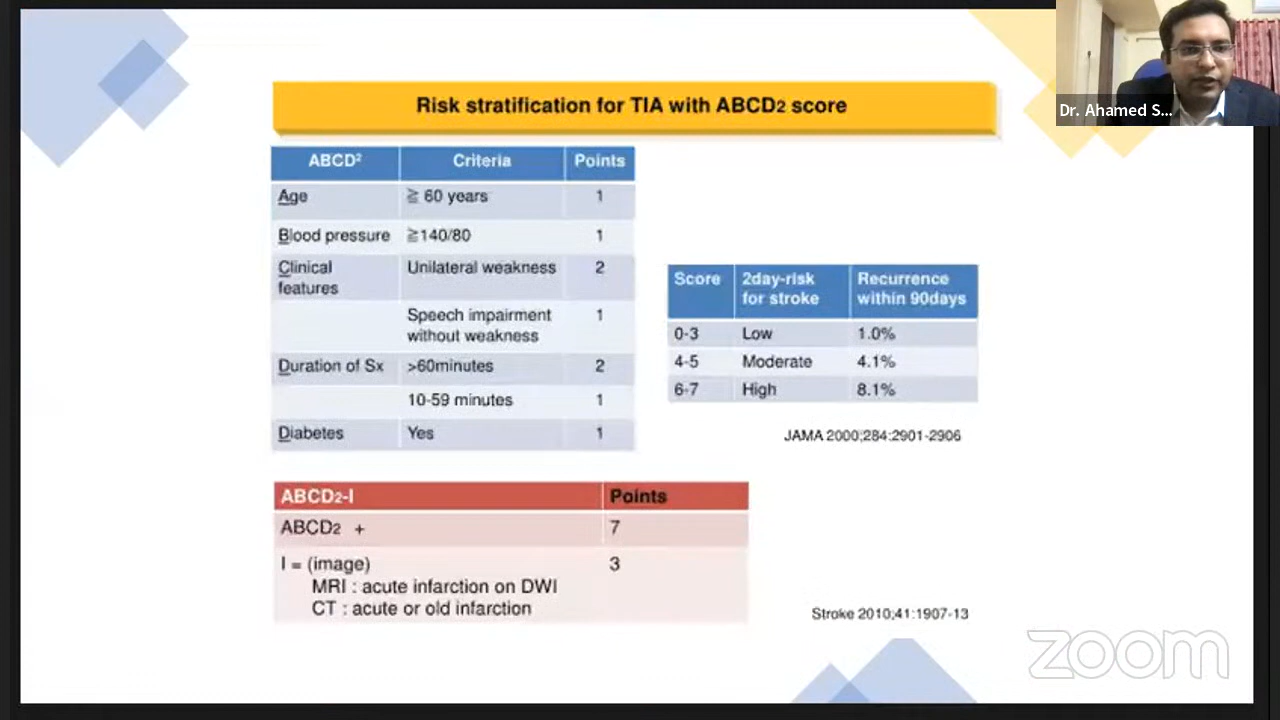 Dr. Ahamed S...
Risk stratification for TIA with ABCD2 score
ABCD² Criteria Points
Age ≧ 60 years 1
Blood pressure ≧140/80 1
Clinical features Unilateral weakness 2
Speech impairment without weakness 1
Duration of Sx >60minutes 2
10-59 minutes 1
Diabetes Yes 1
Score 2day-risk for stroke Recurrence within 90days
0-3 Low 1.0%
4-5 Moderate 4.1%
6-7 High 8.1%
JAMA 2000;284:2901-2906
ABCD2-I Points
ABCD2 + 7
I = (image) 3
MRI : acute infarction on DWI
CT : acute or old infarction
Stroke 2010;41:1907-13
zoom